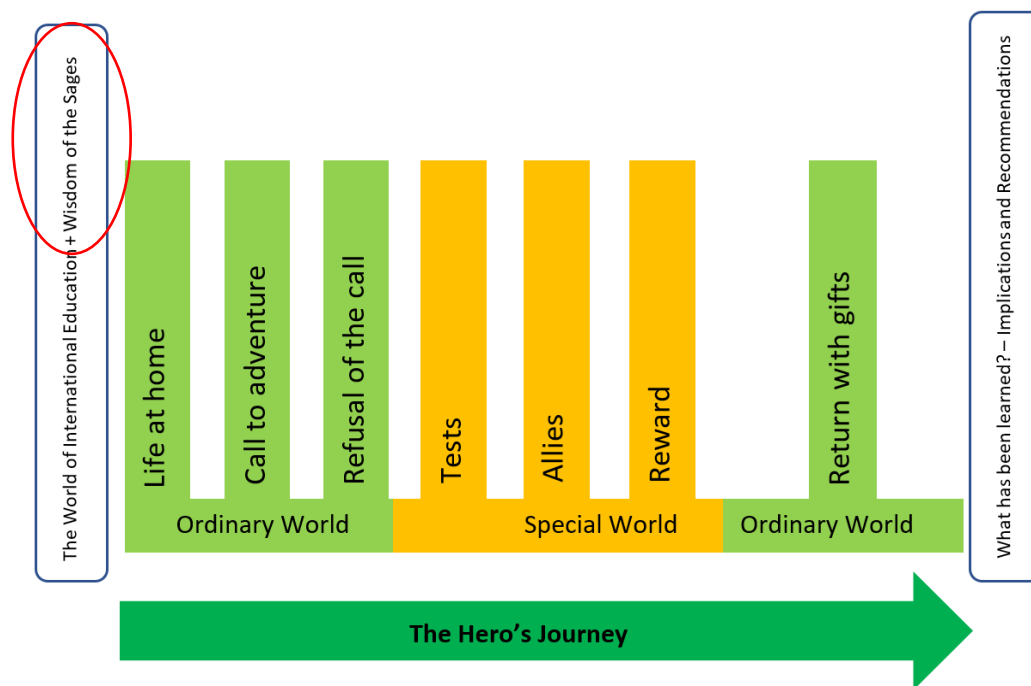 The World of International Education + Wisdom of the Sages
Life at home
Call to adventure
Refusal of the call
Tests
Allies
Reward
Return with gifts
What has been learned? – Implications and Recommendations
Ordinary World
Special World
Ordinary World
The Hero's Journey